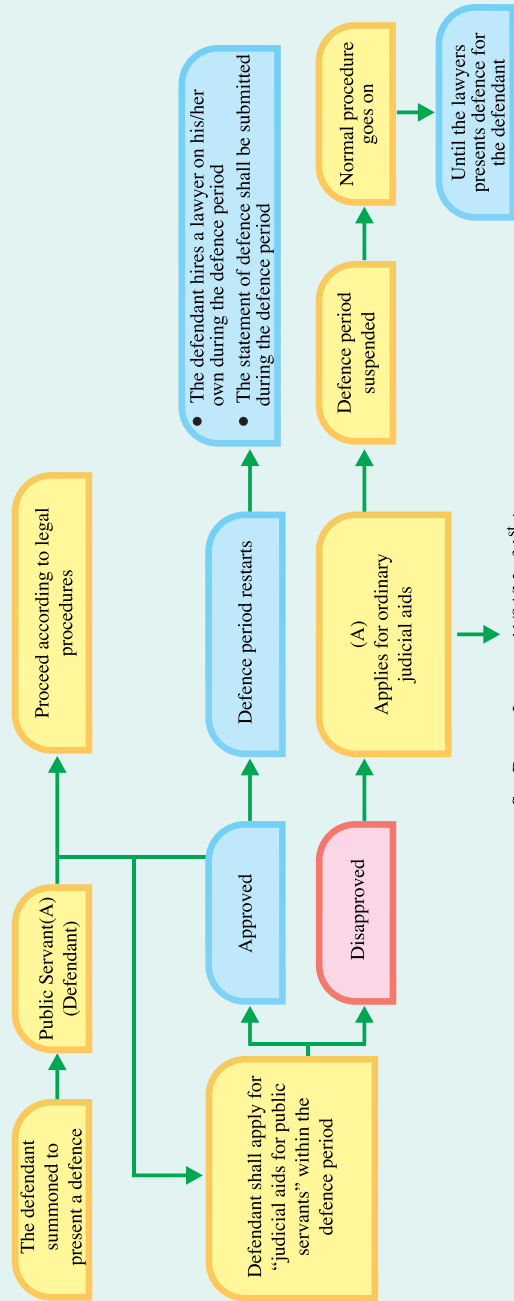 The defendant
summoned to
present a defence
Public Servant(A)
(Defendant)
Proceed according to legal
procedures
Defendant shall apply for
“judicial aids for public
servants” within the
defence period
Approved
Defence period restarts
● The defendant hires a lawyer on his/her
own during the defence period
● The statement of defence shall be submitted
during the defence period
Disapproved
(A)
Applies for ordinary
judicial aids
Defence period
suspended
Normal procedure
goes on
Until the lawyers
presents defence for
the defendant